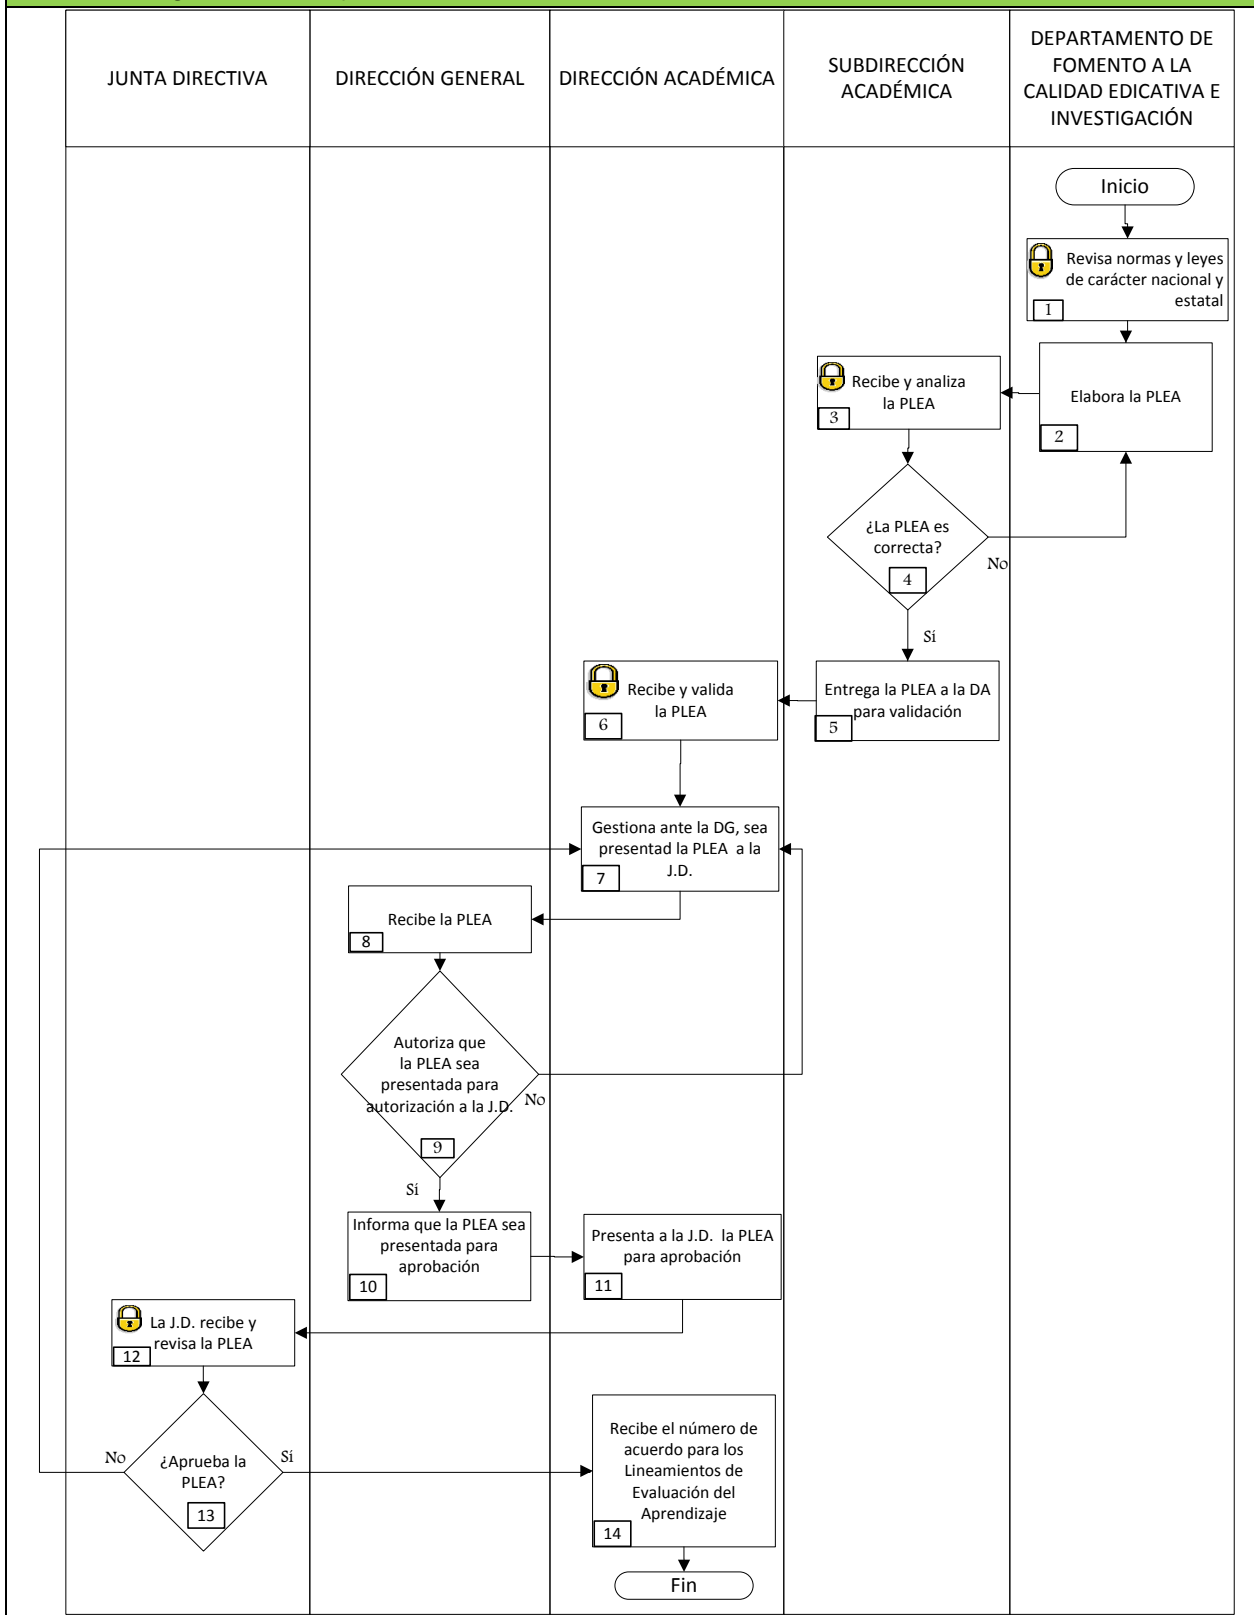 JUNTA DIRECTIVA
DIRECCIÓN GENERAL
DIRECCIÓN ACADÉMICA
SUBDIRECCIÓN
ACADÉMICA
DEPARTAMENTO DE
FOMENTO A LA
CALIDAD EDICATIVA E
INVESTIGACIÓN
Inicio
Revisa normas y leyes
de carácter nacional y
estatal
1
Elabora la PLEA
2
Recibe y analiza
la PLEA
3
¿La PLEA es
correcta?
4
No
Sí
Entrega la PLEA a la DA
para validación
5
Recibe y valida
la PLEA
6
Gestiona ante la DG, sea
presentad la PLEA a la
J.D.
7
Recibe la PLEA
8
Autoriza que
la PLEA sea
presentada para
autorización a la J.D.
9
No
Sí
Informa que la PLEA sea
presentada para
aprobación
10
Presenta a la J.D. la PLEA
para aprobación
11
La J.D. recibe y
revisa la PLEA
12
¿Aprueba la
PLEA?
13
No
Sí
Recibe el número de
acuerdo para los
Lineamientos de
Evaluación del
Aprendizaje
14
Fin